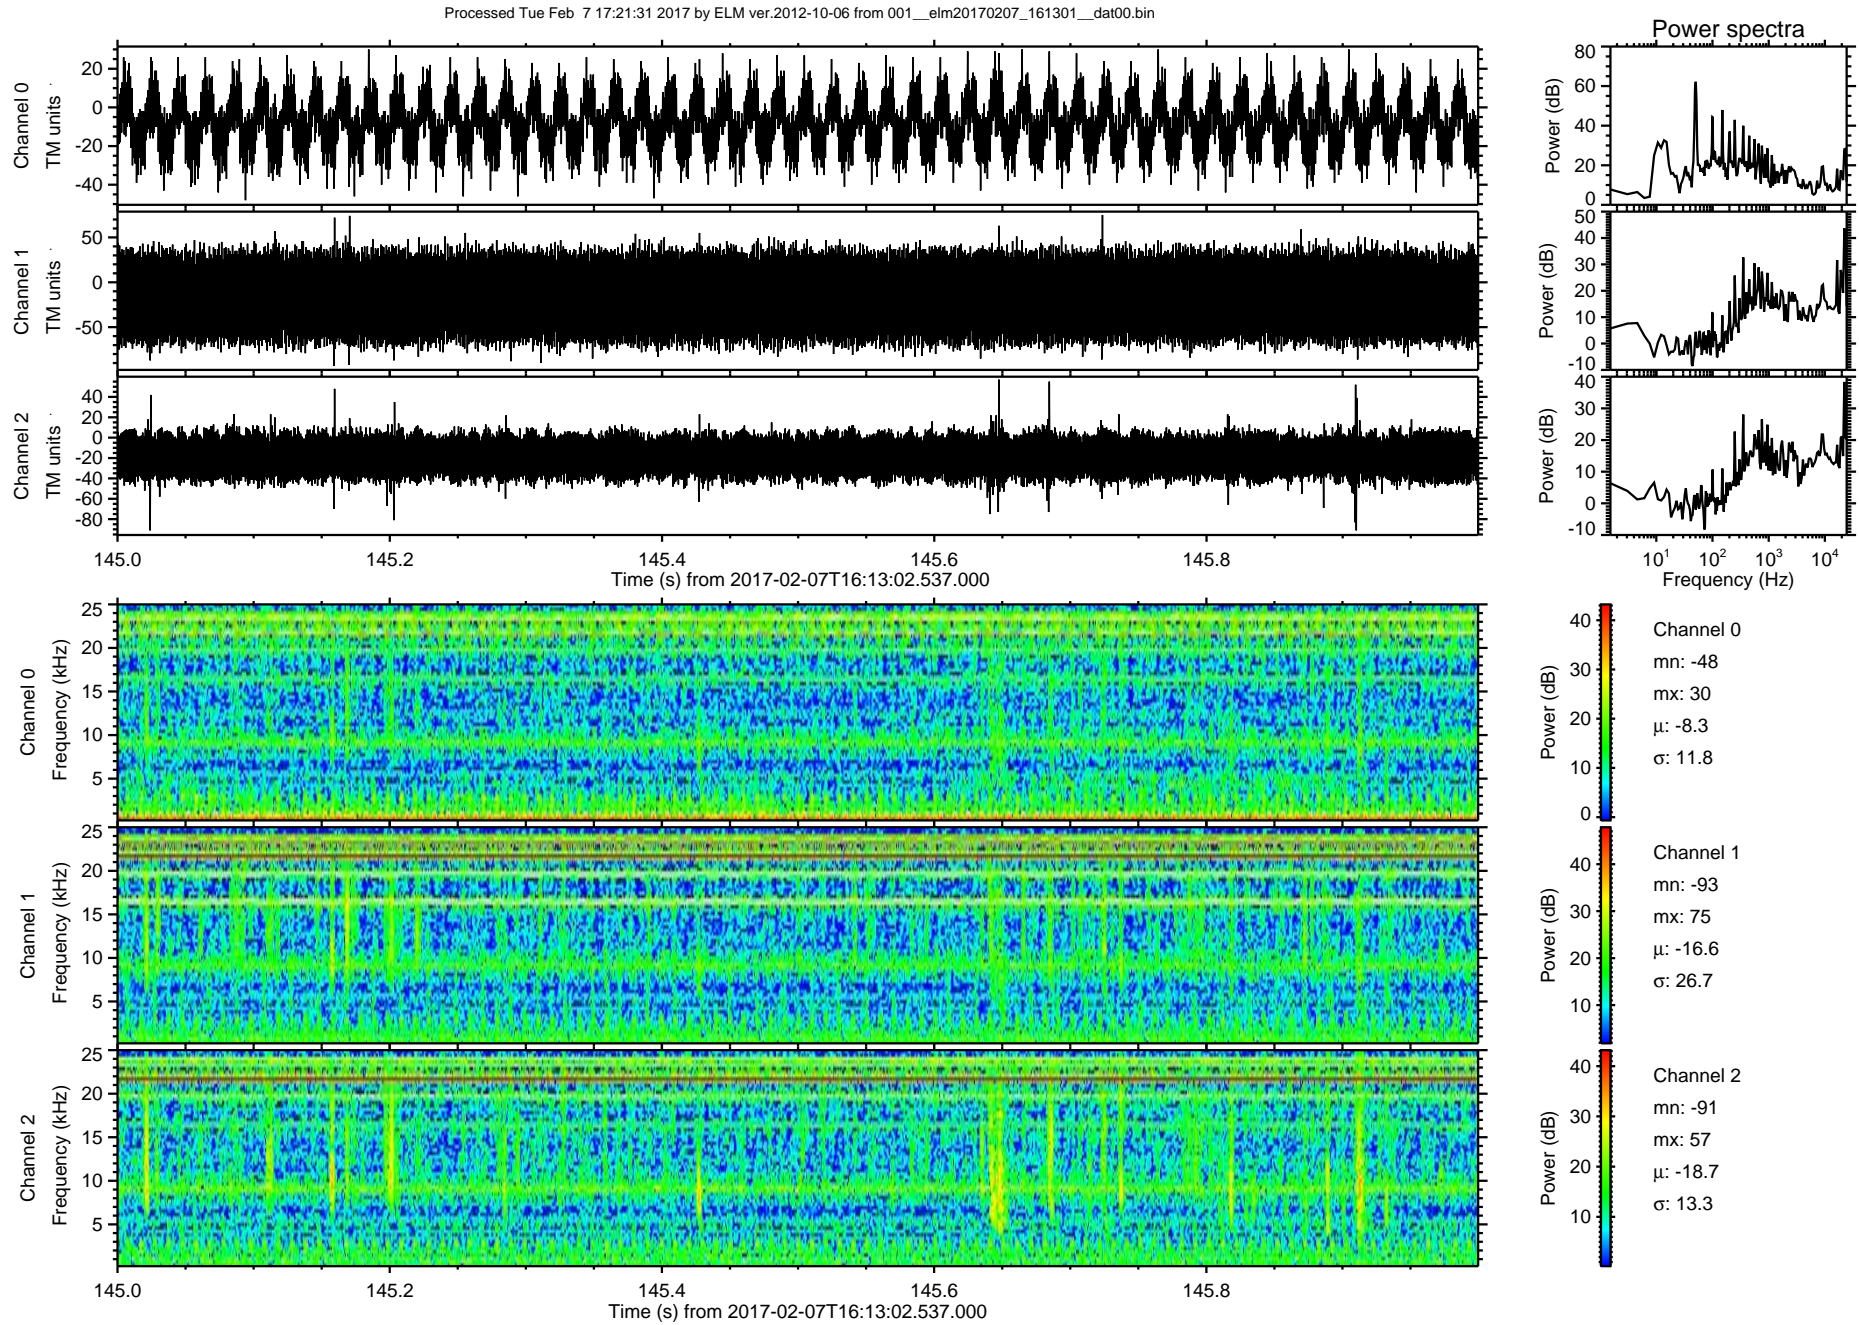 Processed Tue Feb  7 17:21:31 2017 by ELM ver.2012-10-06 from 001__elm20170207_161301__dat00.bin
Power spectra
Channel 0
TM units
20
0
-20
-40
Power (dB)
80
60
40
20
0
Channel 1
TM units
50
0
-50
Power (dB)
50
40
30
20
10
0
-10
Channel 2
TM units
40
20
0
-20
-40
-60
-80
Power (dB)
40
30
20
10
0
-10
145.0 145.2 145.4 145.6 145.8
Time (s) from 2017-02-07T16:13:02.537.000
10^1 10^2 10^3 10^4
Frequency (Hz)
Channel 0
Frequency (kHz)
25
20
15
10
5
Power (dB)
40
30
20
10
0
Channel 0
mn: -48
mx: 30
µ: -8.3
σ: 11.8
Channel 1
Frequency (kHz)
25
20
15
10
5
Power (dB)
40
30
20
10
Channel 1
mn: -93
mx: 75
µ: -16.6
σ: 26.7
Channel 2
Frequency (kHz)
25
20
15
10
5
Power (dB)
40
30
20
10
Channel 2
mn: -91
mx: 57
µ: -18.7
σ: 13.3
145.0 145.2 145.4 145.6 145.8
Time (s) from 2017-02-07T16:13:02.537.000